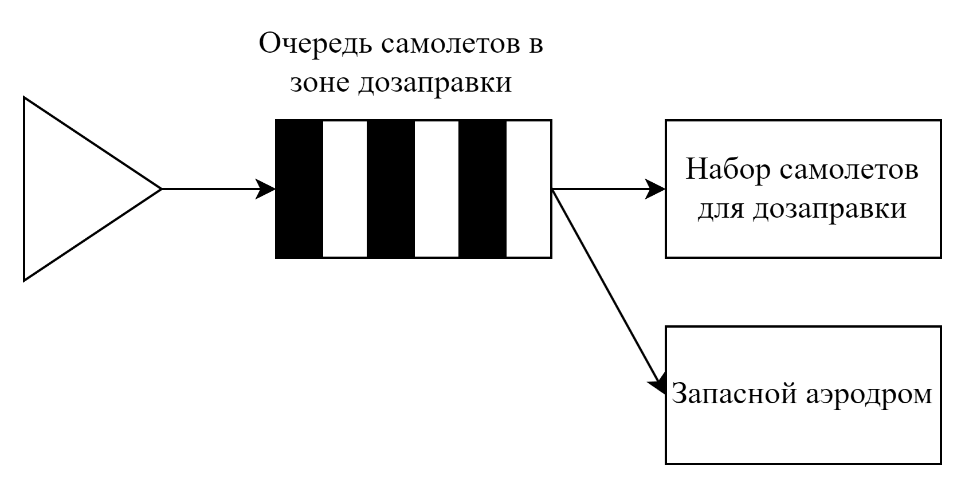 Очередь самолетов в
зоне дозаправки
Набор самолетов
для дозаправки
Запасной аэродром